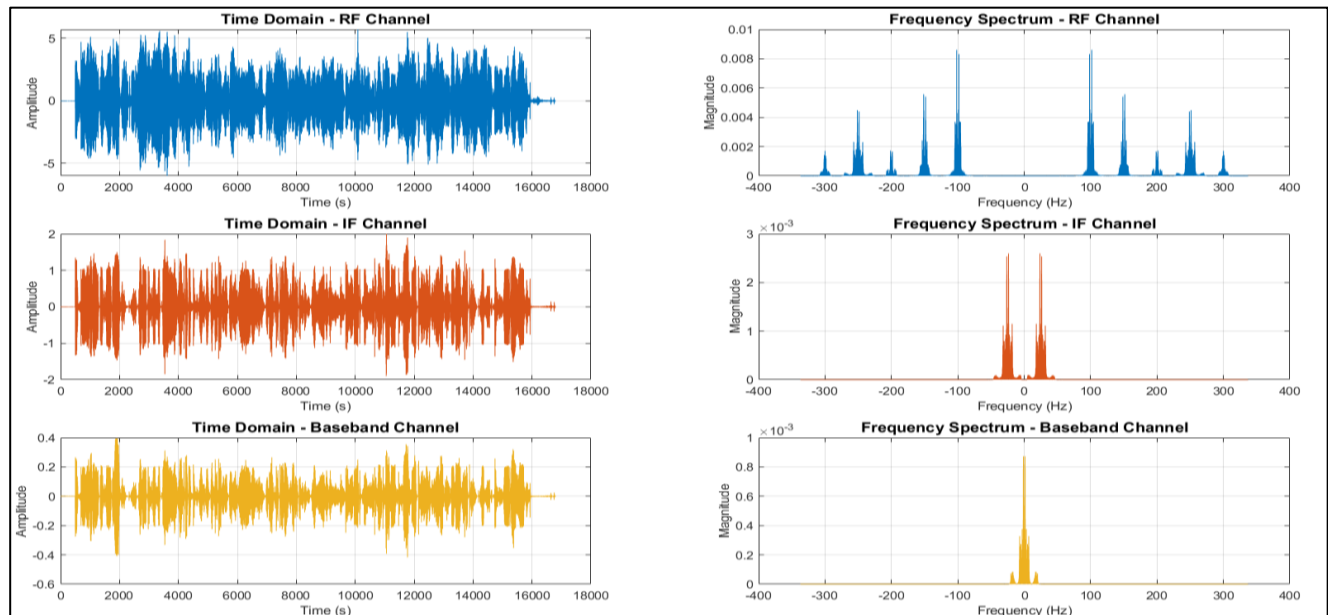 Time Domain - RF Channel
5
0
-5
Amplitude
0 2000 4000 6000 8000 10000 12000 14000 16000 18000
Time (s)
Frequency Spectrum - RF Channel
0.01
0.008
0.006
0.004
0.002
0
Magnitude
-400 -300 -200 -100 0 100 200 300 400
Frequency (Hz)
Time Domain - IF Channel
2
1
0
-1
-2
Amplitude
0 2000 4000 6000 8000 10000 12000 14000 16000 18000
Time (s)
Frequency Spectrum - IF Channel
×10-3
3
2
1
0
Magnitude
-400 -300 -200 -100 0 100 200 300 400
Frequency (Hz)
Time Domain - Baseband Channel
0.4
0.2
0
-0.2
-0.4
-0.6
Amplitude
0 2000 4000 6000 8000 10000 12000 14000 16000 18000
Time (s)
Frequency Spectrum - Baseband Channel
×10-3
1
0.8
0.6
0.4
0.2
0
Magnitude
-400 -300 -200 -100 0 100 200 300 400
Frequency (Hz)